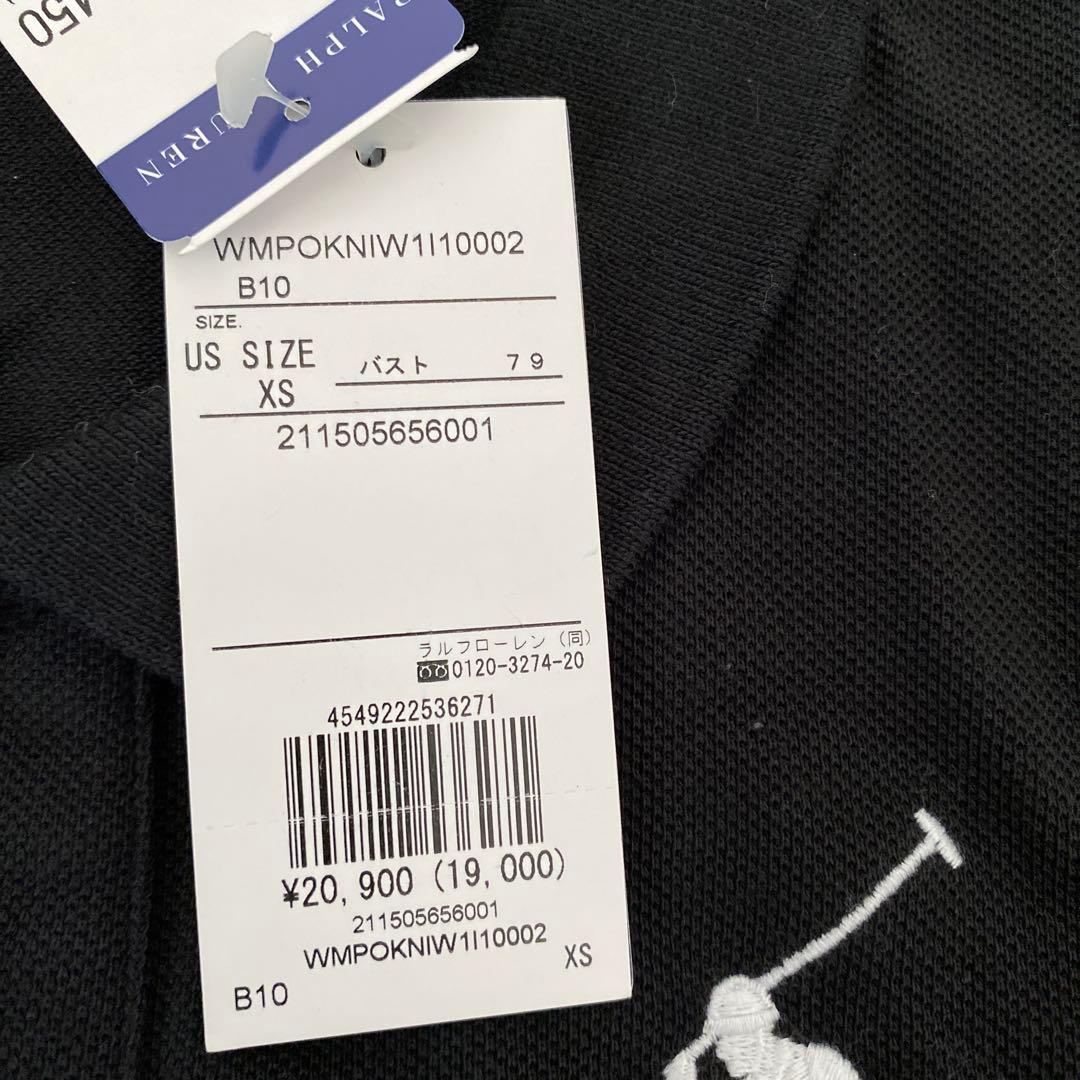 450
RALPH
UREN
WMPOKNIW1I10002
B10
SIZE.
US SIZE
XS
バスト 79
211505656001
ラルフローレン(同)
0120-3274-20
4549222536271
¥20,900 (19,000)
211505656001
WMPOKNIW1I10002
XS
B10